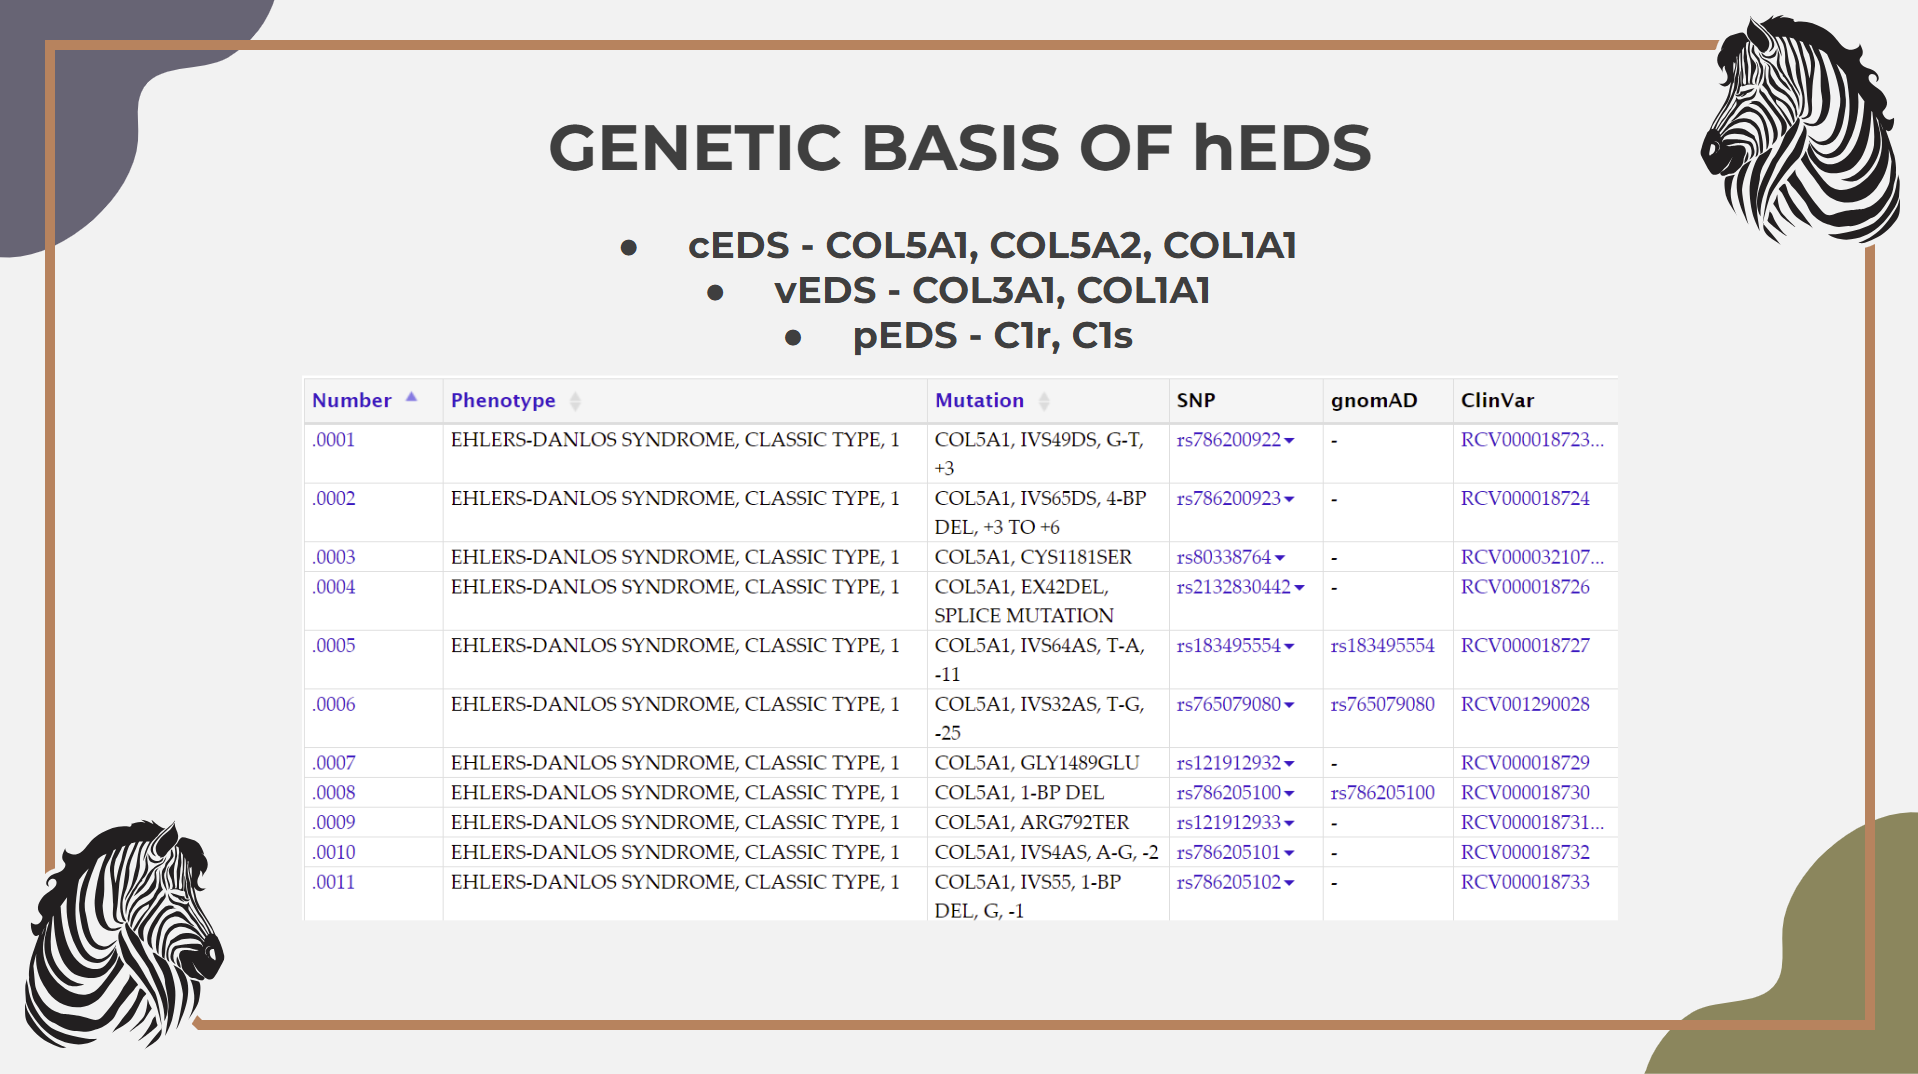 GENETIC BASIS OF hEDS
● cEDS - COL5A1, COL5A2, COL1A1
● vEDS - COL3A1, COL1A1
● pEDS - C1r, C1s
Number Phenotype Mutation SNP gnomAD ClinVar
.0001 EHLERS-DANLOS SYNDROME, CLASSIC TYPE, 1 COL5A1, IVS49DS, G-T, rs786200922 - RCV000018723...
+3
.0002 EHLERS-DANLOS SYNDROME, CLASSIC TYPE, 1 COL5A1, IVS65DS, 4-BP rs786200923 - RCV000018724
DEL, +3 TO +6
.0003 EHLERS-DANLOS SYNDROME, CLASSIC TYPE, 1 COL5A1, CYS1181SER rs80338764 - RCV000032107...
.0004 EHLERS-DANLOS SYNDROME, CLASSIC TYPE, 1 COL5A1, EX42DEL, rs2132830442 - RCV000018726
SPLICE MUTATION
.0005 EHLERS-DANLOS SYNDROME, CLASSIC TYPE, 1 COL5A1, IVS64AS, T-A, rs183495554 rs183495554 RCV000018727
-11
.0006 EHLERS-DANLOS SYNDROME, CLASSIC TYPE, 1 COL5A1, IVS32AS, T-G, rs765079080 rs765079080 RCV001290028
-25
.0007 EHLERS-DANLOS SYNDROME, CLASSIC TYPE, 1 COL5A1, GLY1489GLU rs121912932 - RCV000018729
.0008 EHLERS-DANLOS SYNDROME, CLASSIC TYPE, 1 COL5A1, 1-BP DEL rs786205100 rs786205100 RCV000018730
.0009 EHLERS-DANLOS SYNDROME, CLASSIC TYPE, 1 COL5A1, ARG792TER rs121912933 - RCV000018731...
.0010 EHLERS-DANLOS SYNDROME, CLASSIC TYPE, 1 COL5A1, IVS4AS, A-G, -2 rs786205101 - RCV000018732
.0011 EHLERS-DANLOS SYNDROME, CLASSIC TYPE, 1 COL5A1, IVS55, 1-BP rs786205102 - RCV000018733
DEL, G, -1